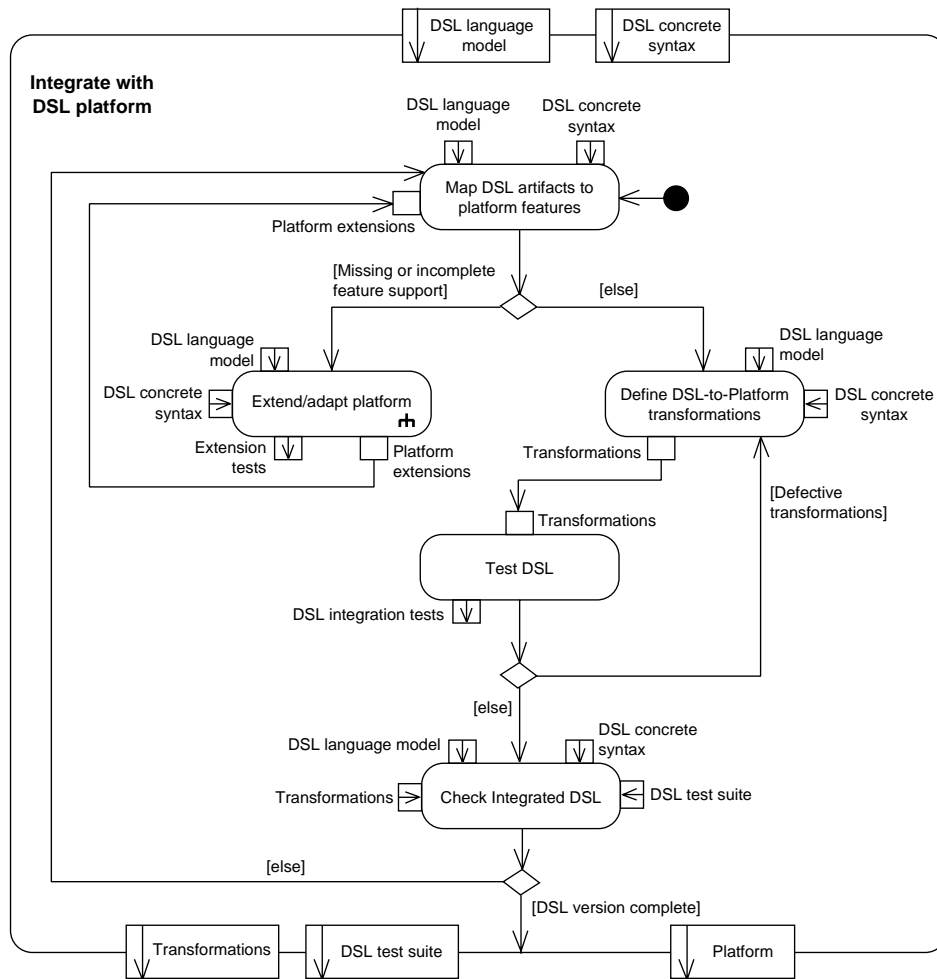 DSL language
model
DSL concrete
syntax
Integrate with
DSL platform
DSL language
model
DSL concrete
syntax
Map DSL artifacts to
platform features
Platform extensions
[Missing or incomplete
feature support]
[else]
DSL language
model
DSL concrete
syntax
Extend/adapt platform
Extension
tests
Platform
extensions
DSL language
model
Define DSL-to-Platform
transformations
DSL concrete
syntax
Transformations
[Defective
transformations]
Transformations
Test DSL
DSL integration tests
[else]
DSL language model
DSL concrete
syntax
Transformations
Check Integrated DSL
DSL test suite
[else]
[DSL version complete]
Transformations
DSL test suite
Platform